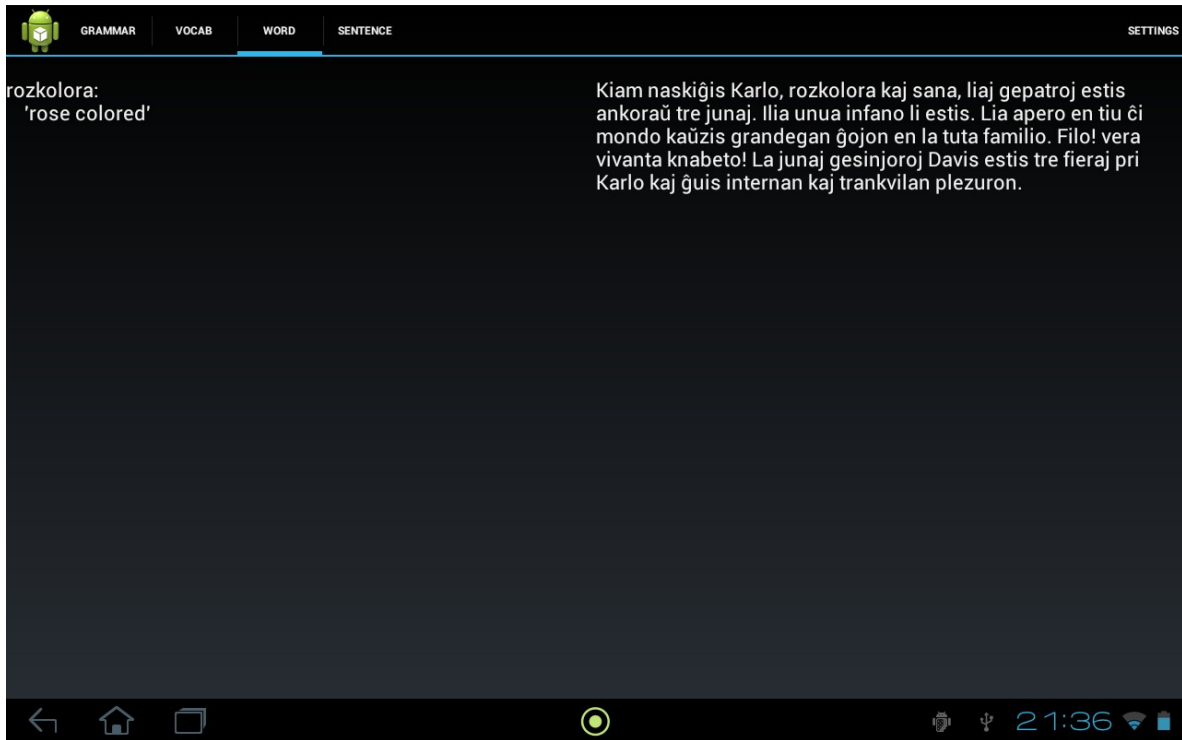 GRAMMAR VOCAB WORD SENTENCE SETTINGS
rozkolora:
'rose colored'
Kiam naskiĝis Karlo, rozkolora kaj sana, liaj gepatroj estis
ankoraŭ tre junaj. Ilia unua infano li estis. Lia apero en tiu ĉi
mondo kaŭzis grandegan ĝojon en la tuta familio. Filo! vera
vivanta knabeto! La junaj gesinjoroj Davis estis tre fieraj pri
Karlo kaj ĝuis internan kaj trankvilan plezuron.
21:36